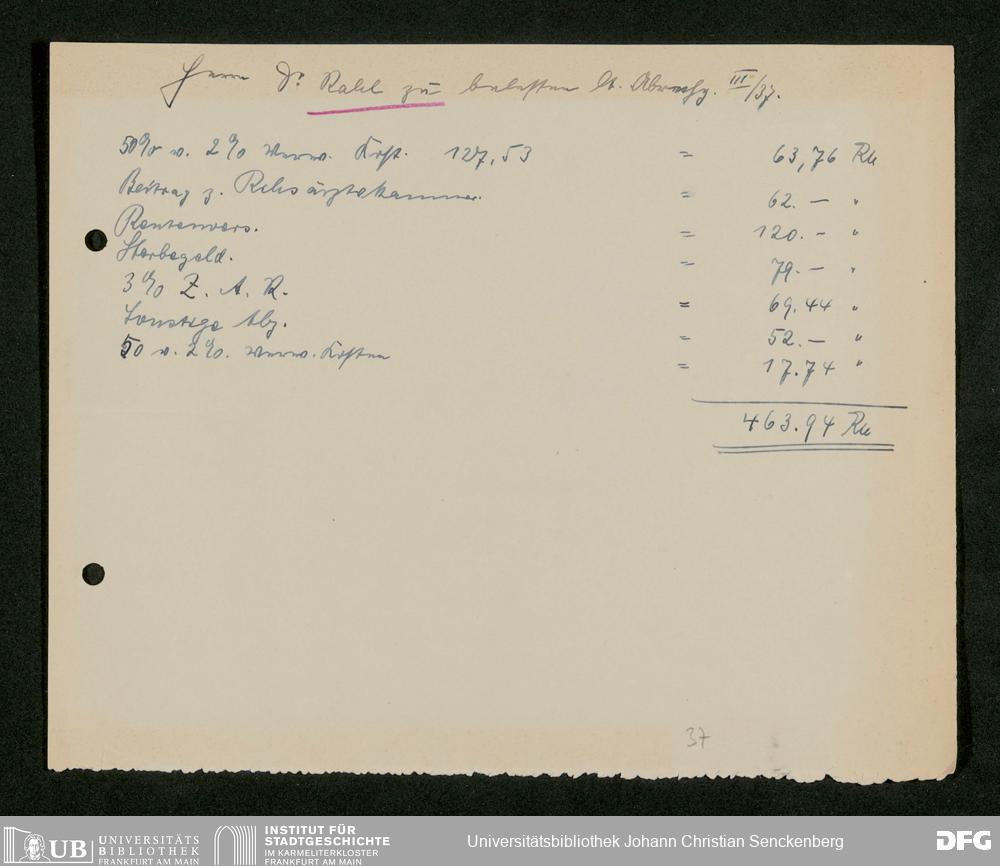 Herrn Dr. Rahl zu belasten lt. Abrechg. III/37.
50% v. 2% Verw. Kost. 127,53 = 63,76 Rm
Beitrag z. Rchsärztekammer. = 62.— "
Rentenvers. = 120.— "
Sterbegeld. = 79.— "
3% Z. A. R. = 69.44 "
Sonstige Abz. = 52.— "
50 v. 2%. Verw. Kosten = 17.74 "
463.94 Rm
37
UB UNIVERSITÄTS
BIBLIOTHEK
FRANKFURT AM MAIN
INSTITUT FÜR
STADTGESCHICHTE
IM KARMELITERKLOSTER
FRANKFURT AM MAIN
Universitätsbibliothek Johann Christian Senckenberg
DFG